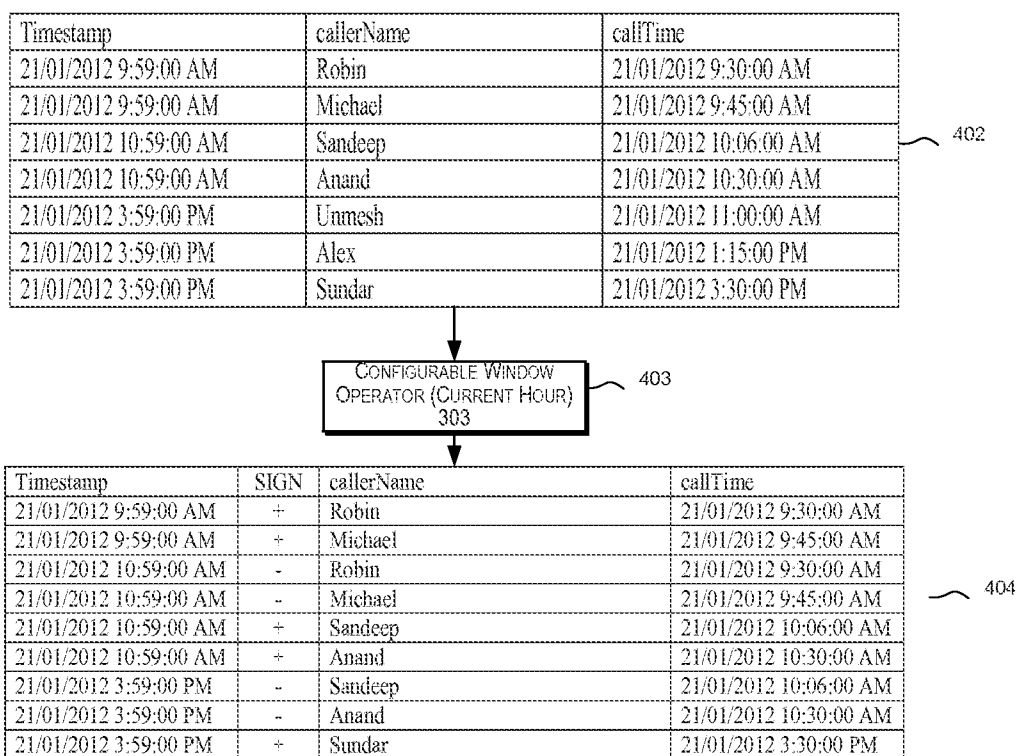 Timestamp callerName callTime
21/01/2012 9:59:00 AM Robin 21/01/2012 9:30:00 AM
21/01/2012 9:59:00 AM Michael 21/01/2012 9:45:00 AM
21/01/2012 10:59:00 AM Sandeep 21/01/2012 10:06:00 AM
402
21/01/2012 10:59:00 AM Anand 21/01/2012 10:30:00 AM
21/01/2012 3:59:00 PM Unmesh 21/01/2012 11:00:00 AM
21/01/2012 3:59:00 PM Alex 21/01/2012 1:15:00 PM
21/01/2012 3:59:00 PM Sundar 21/01/2012 3:30:00 PM
CONFIGURABLE WINDOW
OPERATOR (CURRENT HOUR)
303
403
Timestamp SIGN callerName callTime
21/01/2012 9:59:00 AM + Robin 21/01/2012 9:30:00 AM
21/01/2012 9:59:00 AM + Michael 21/01/2012 9:45:00 AM
21/01/2012 10:59:00 AM - Robin 21/01/2012 9:30:00 AM
21/01/2012 10:59:00 AM - Michael 21/01/2012 9:45:00 AM
404
21/01/2012 10:59:00 AM + Sandeep 21/01/2012 10:06:00 AM
21/01/2012 10:59:00 AM + Anand 21/01/2012 10:30:00 AM
21/01/2012 3:59:00 PM - Sandeep 21/01/2012 10:06:00 AM
21/01/2012 3:59:00 PM - Anand 21/01/2012 10:30:00 AM
21/01/2012 3:59:00 PM + Sundar 21/01/2012 3:30:00 PM